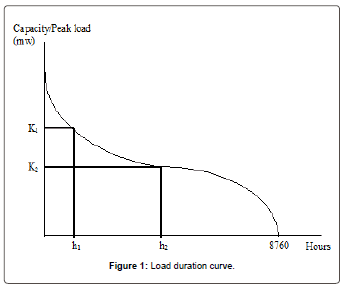 Capacity/Peak load
(mw)
K₁
K₂
h₁
h₂
8760
Hours
Figure 1: Load duration curve.